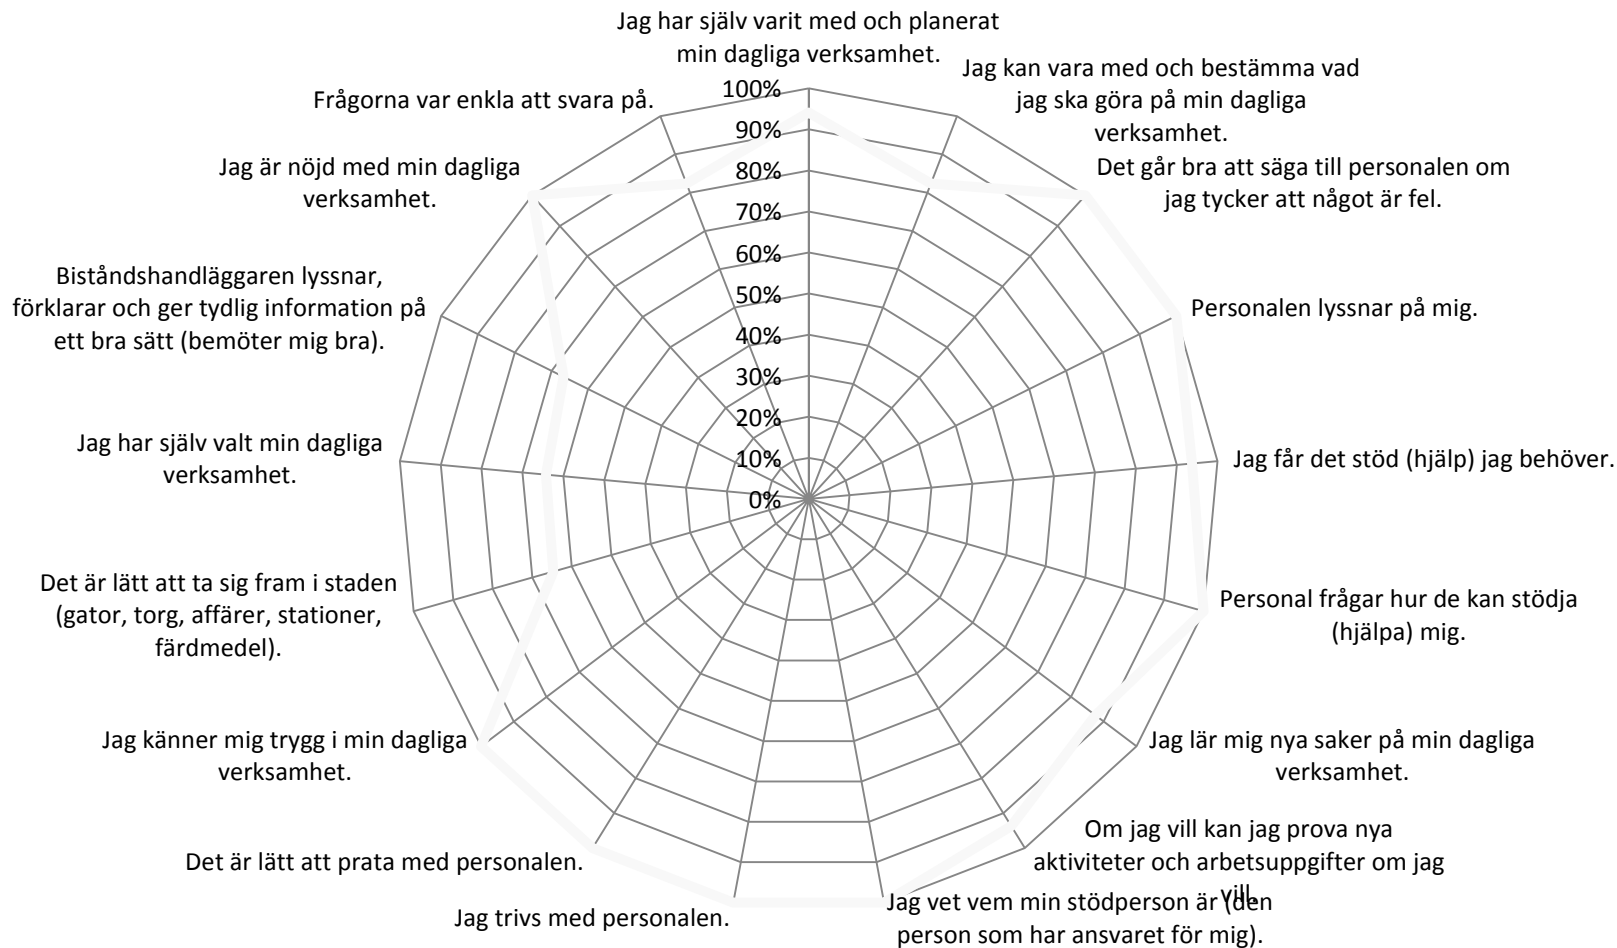 Jag har själv varit med och planerat
min dagliga verksamhet.
Jag kan vara med och bestämma vad
jag ska göra på min dagliga
verksamhet.
Det går bra att säga till personalen om
jag tycker att något är fel.
Personalen lyssnar på mig.
Jag får det stöd (hjälp) jag behöver.
Personal frågar hur de kan stödja
(hjälpa) mig.
Jag lär mig nya saker på min dagliga
verksamhet.
Om jag vill kan jag prova nya
aktiviteter och arbetsuppgifter om jag
vill.
Jag vet vem min stödperson är (den
person som har ansvaret för mig).
Jag trivs med personalen.
Det är lätt att prata med personalen.
Jag känner mig trygg i min dagliga
verksamhet.
Det är lätt att ta sig fram i staden
(gator, torg, affärer, stationer,
färdmedel).
Jag har själv valt min dagliga
verksamhet.
Biståndshandläggaren lyssnar,
förklarar och ger tydlig information på
ett bra sätt (bemöter mig bra).
Jag är nöjd med min dagliga
verksamhet.
Frågorna var enkla att svara på.
100%
90%
80%
70%
60%
50%
40%
30%
20%
10%
0%